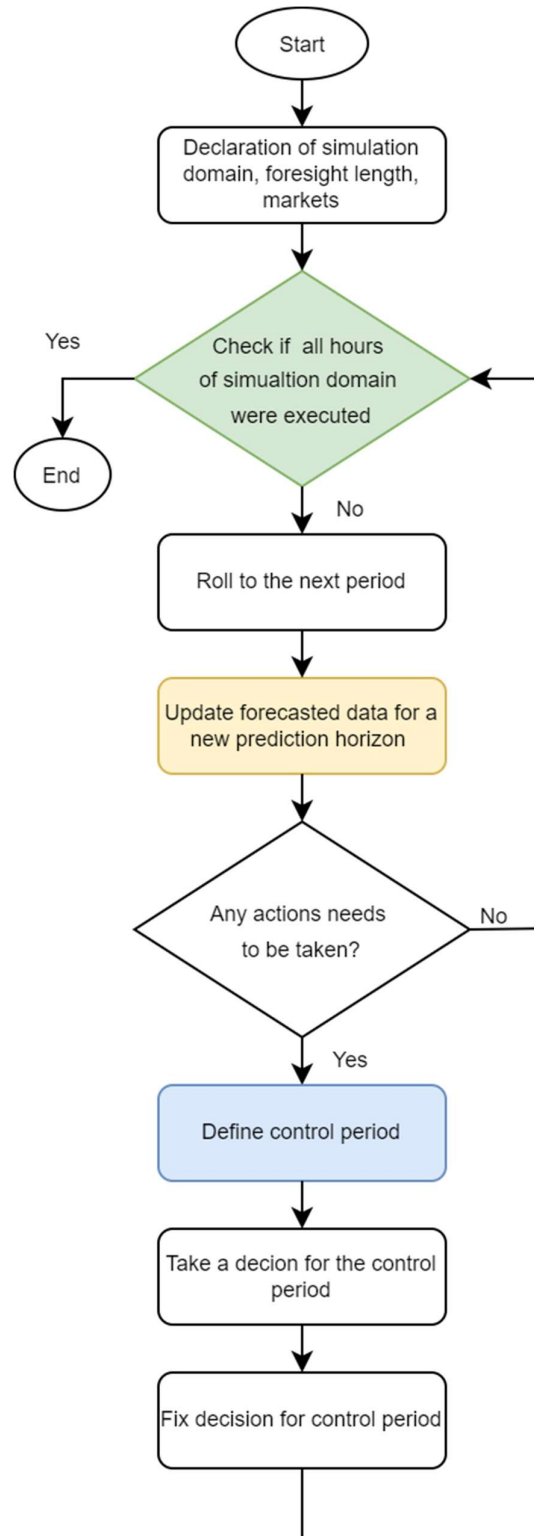 Start
Declaration of simulation
domain, foresight length,
markets
Yes
Check if  all hours
of simualtion domain
were executed
End
No
Roll to the next period
Update forecasted data for a
new prediction horizon
Any actions needs
to be taken?
No
Yes
Define control period
Take a decion for the control
period
Fix decision for control period